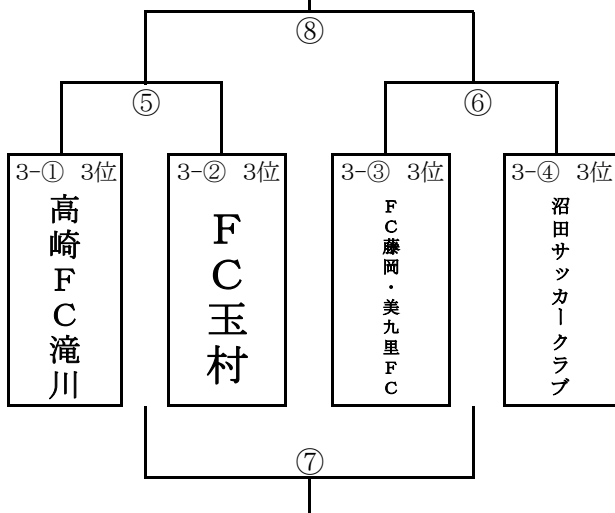 ⑧
⑤
⑥
3-① 3位
高崎FC滝川
3-② 3位
FC玉村
3-③ 3位
FC藤岡・美九里FC
3-④ 3位
沼田サッカークラブ
⑦